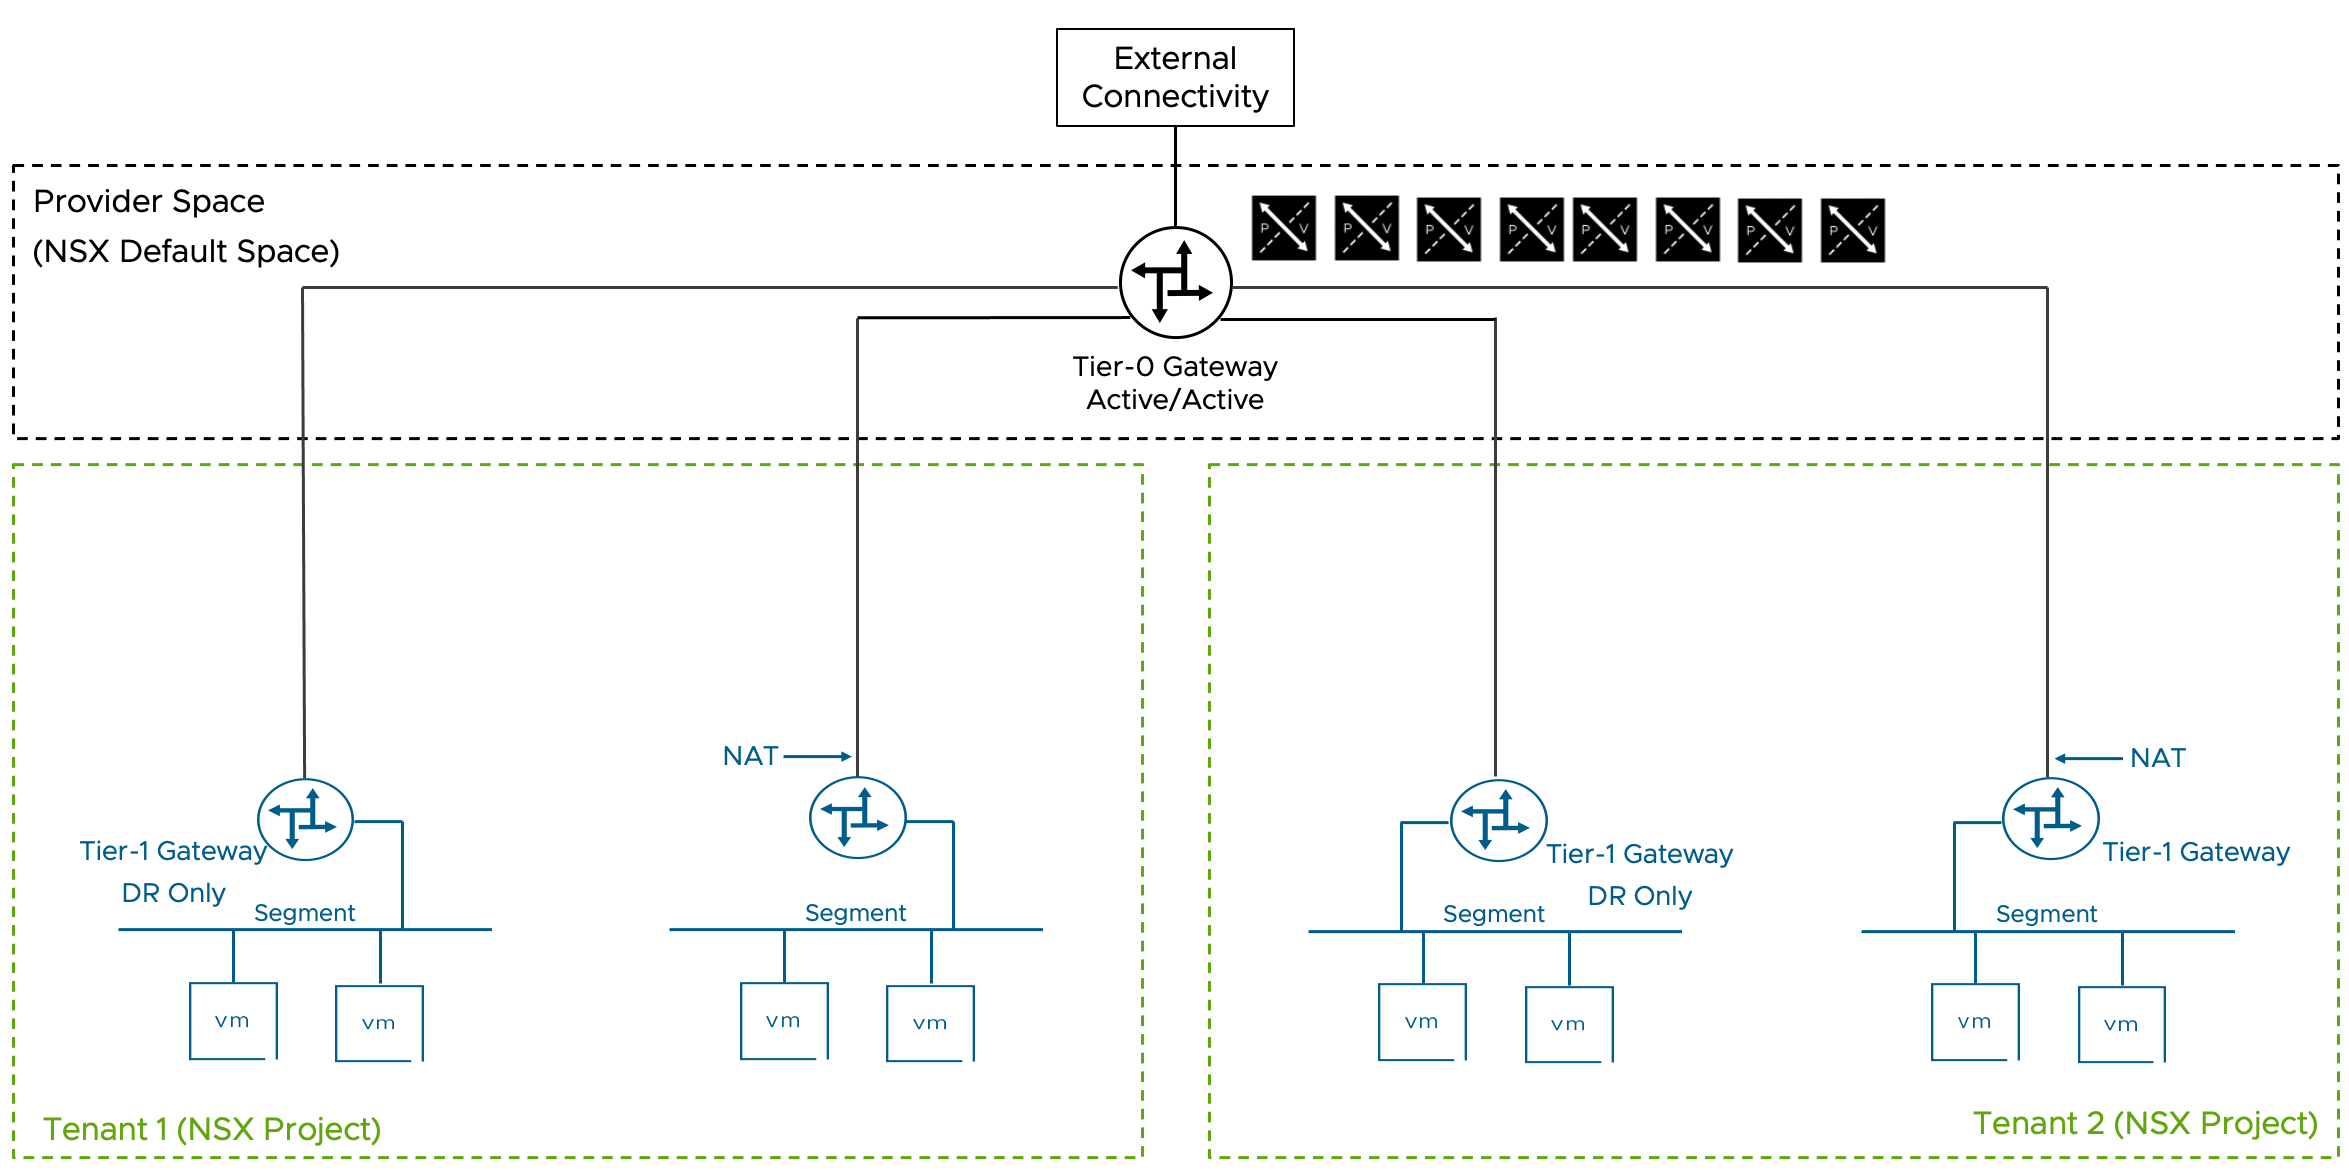 External
Connectivity
Provider Space
(NSX Default Space)
P V
P V
P V
P V
P V
P V
P V
P V
Tier-0 Gateway
Active/Active
NAT
NAT
Tier-1 Gateway
DR Only
Tier-1 Gateway
DR Only
Tier-1 Gateway
Segment
Segment
Segment
Segment
vm
vm
vm
vm
vm
vm
vm
vm
Tenant 1 (NSX Project)
Tenant 2 (NSX Project)